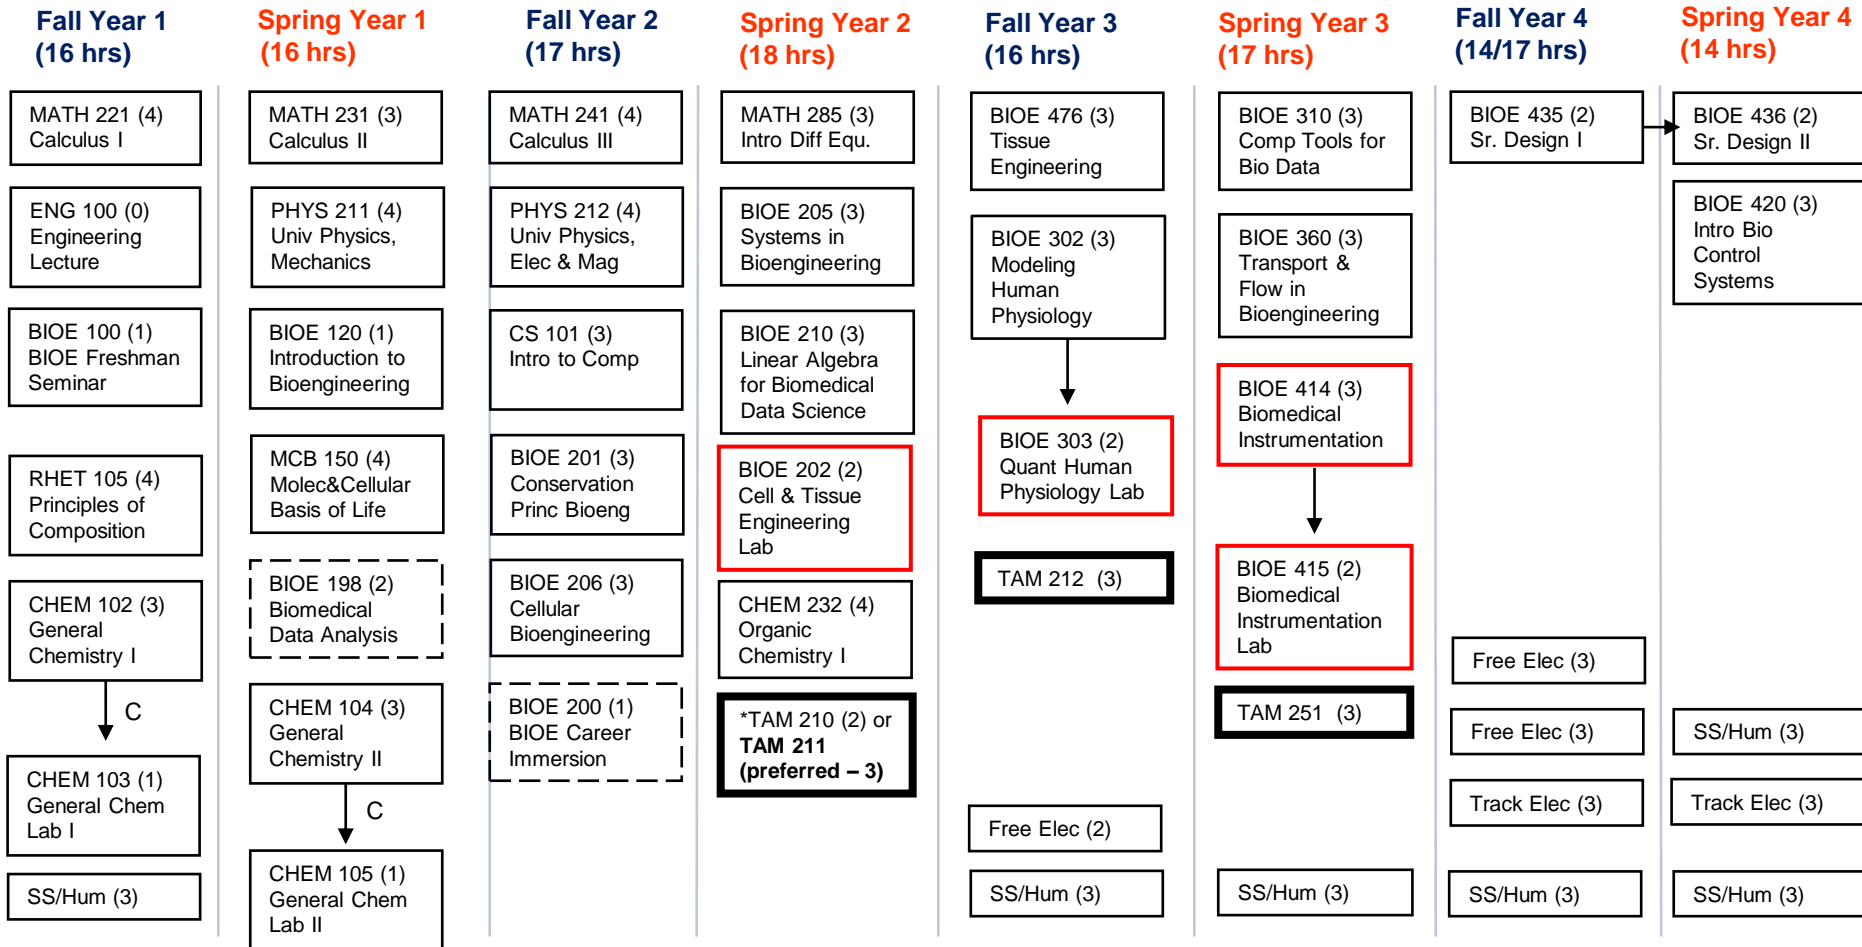 Fall Year 1
(16 hrs)
MATH 221 (4)
Calculus I
ENG 100 (0)
Engineering
Lecture
BIOE 100 (1)
BIOE Freshman
Seminar
RHET 105 (4)
Principles of
Composition
CHEM 102 (3)
General
Chemistry I
C
CHEM 103 (1)
General Chem
Lab I
SS/Hum (3)
Spring Year 1
(16 hrs)
MATH 231 (3)
Calculus II
PHYS 211 (4)
Univ Physics,
Mechanics
BIOE 120 (1)
Introduction to
Bioengineering
MCB 150 (4)
Molec&Cellular
Basis of Life
BIOE 198 (2)
Biomedical
Data Analysis
CHEM 104 (3)
General
Chemistry II
C
CHEM 105 (1)
General Chem
Lab II
Fall Year 2
(17 hrs)
MATH 241 (4)
Calculus III
PHYS 212 (4)
Univ Physics,
Elec & Mag
CS 101 (3)
Intro to Comp
BIOE 201 (3)
Conservation
Princ Bioeng
BIOE 206 (3)
Cellular
Bioengineering
BIOE 200 (1)
BIOE Career
Immersion
Spring Year 2
(18 hrs)
MATH 285 (3)
Intro Diff Equ.
BIOE 205 (3)
Systems in
Bioengineering
BIOE 210 (3)
Linear Algebra
for Biomedical
Data Science
BIOE 202 (2)
Cell & Tissue
Engineering
Lab
CHEM 232 (4)
Organic
Chemistry I
*TAM 210 (2) or
TAM 211
(preferred – 3)
Fall Year 3
(16 hrs)
BIOE 476 (3)
Tissue
Engineering
BIOE 302 (3)
Modeling
Human
Physiology
BIOE 303 (2)
Quant Human
Physiology Lab
TAM 212 (3)
Free Elec (2)
SS/Hum (3)
Spring Year 3
(17 hrs)
BIOE 310 (3)
Comp Tools for
Bio Data
BIOE 360 (3)
Transport &
Flow in
Bioengineering
BIOE 414 (3)
Biomedical
Instrumentation
BIOE 415 (2)
Biomedical
Instrumentation
Lab
TAM 251 (3)
SS/Hum (3)
Fall Year 4
(14/17 hrs)
BIOE 435 (2)
Sr. Design I
Free Elec (3)
Free Elec (3)
Track Elec (3)
SS/Hum (3)
Spring Year 4
(14 hrs)
BIOE 436 (2)
Sr. Design II
BIOE 420 (3)
Intro Bio
Control
Systems
SS/Hum (3)
Track Elec (3)
SS/Hum (3)